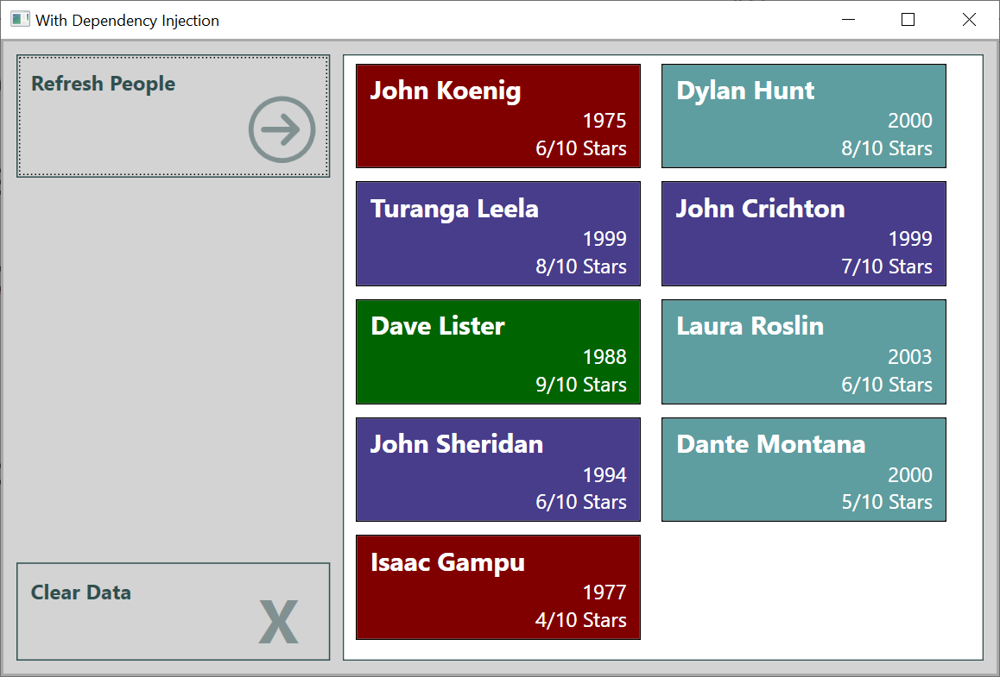 With Dependency Injection
Refresh People
Clear Data
X
John Koenig
1975
6/10 Stars
Dylan Hunt
2000
8/10 Stars
Turanga Leela
1999
8/10 Stars
John Crichton
1999
7/10 Stars
Dave Lister
1988
9/10 Stars
Laura Roslin
2003
6/10 Stars
John Sheridan
1994
6/10 Stars
Dante Montana
2000
5/10 Stars
Isaac Gampu
1977
4/10 Stars